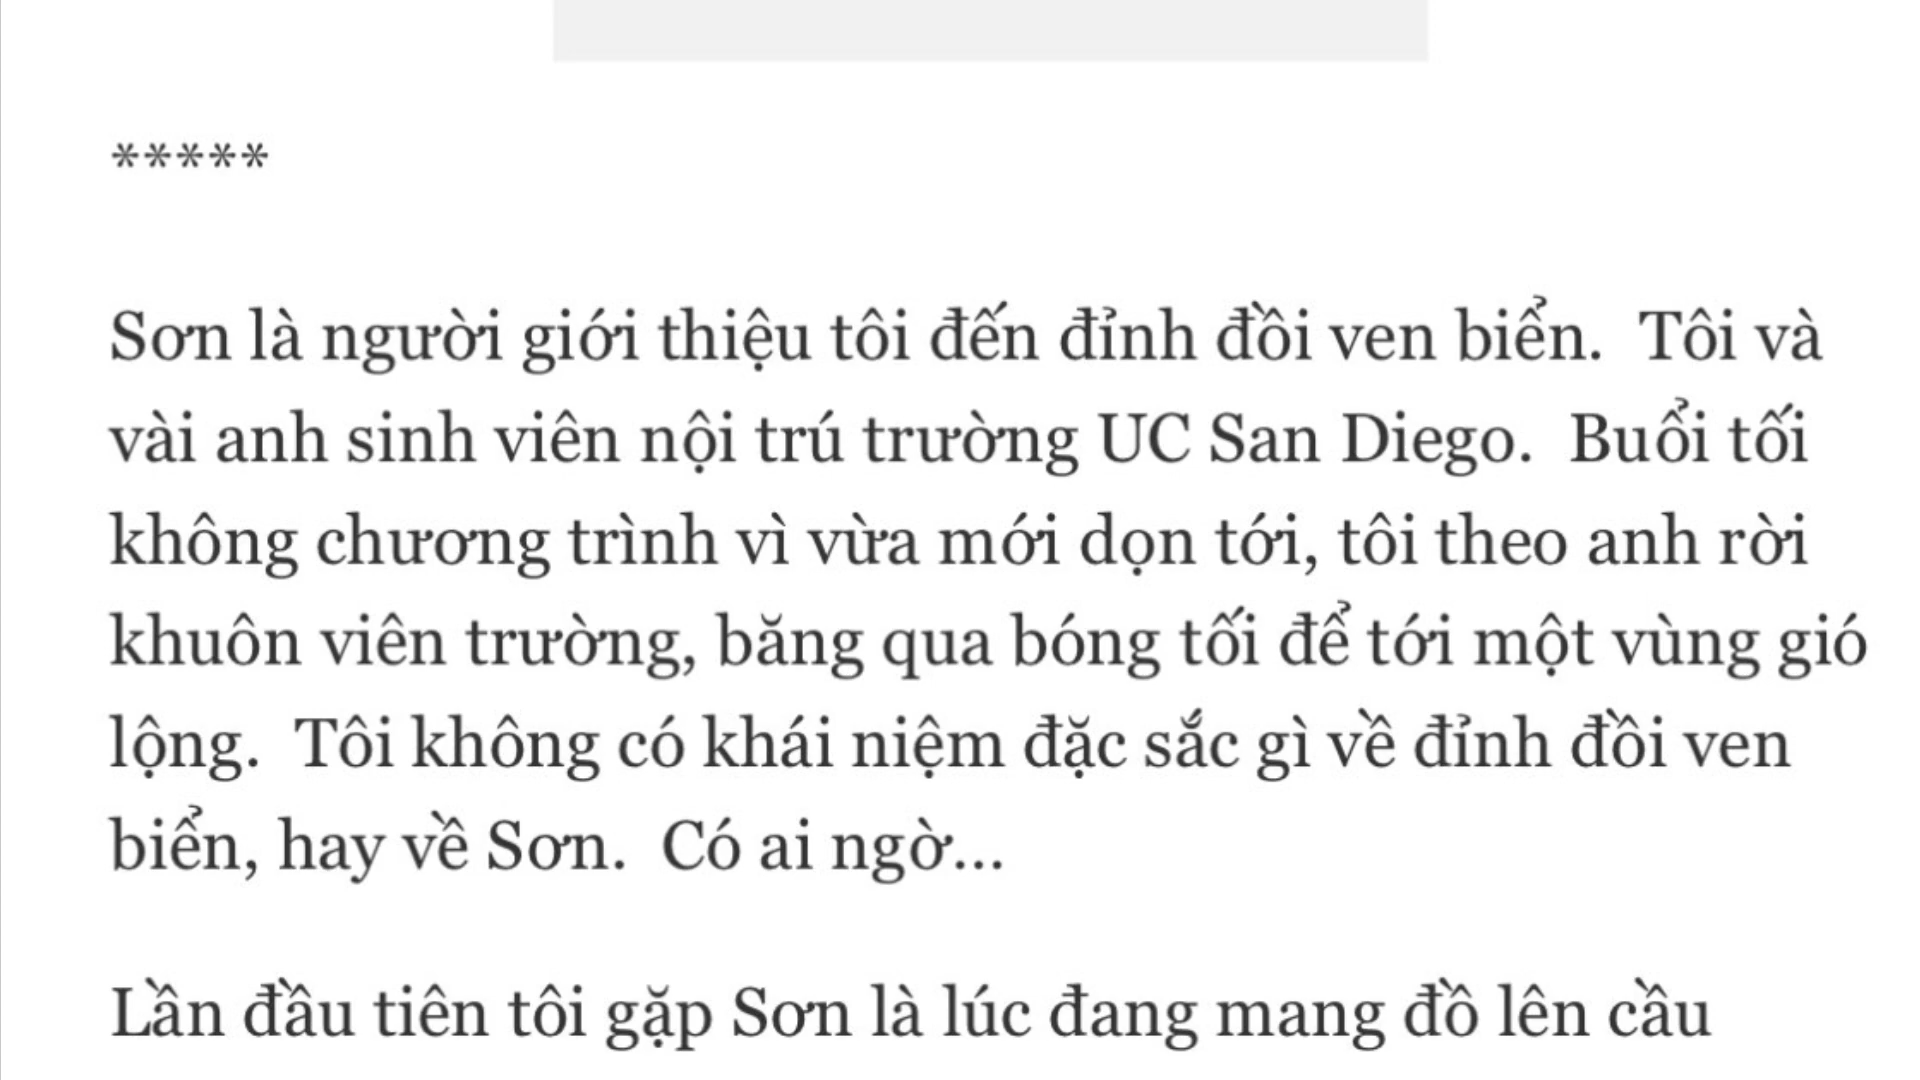 *****
Sơn là người giới thiệu tôi đến đỉnh đồi ven biển.  Tôi và
vài anh sinh viên nội trú trường UC San Diego.  Buổi tối
không chương trình vì vừa mới dọn tới, tôi theo anh rời
khuôn viên trường, băng qua bóng tối để tới một vùng gió
lộng.  Tôi không có khái niệm đặc sắc gì về đỉnh đồi ven
biển, hay về Sơn.  Có ai ngờ...
Lần đầu tiên tôi gặp Sơn là lúc đang mang đồ lên cầu